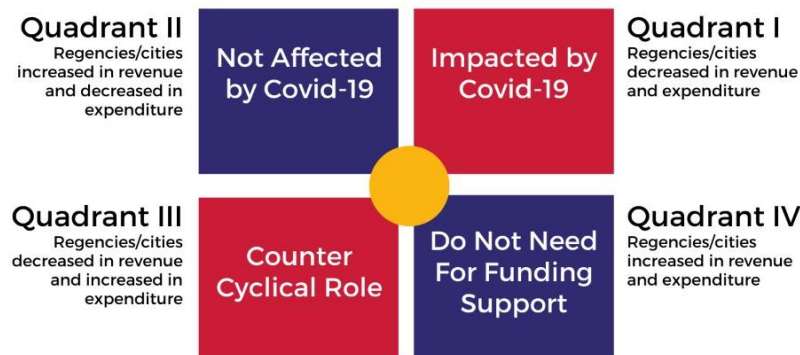 Quadrant II
Regencies/cities
increased in revenue
and decreased in
expenditure
Not Affected
by Covid-19
Impacted by
Covid-19
Quadrant I
Regencies/cities
decreased in revenue
and expenditure
Quadrant III
Regencies/cities
decreased in revenue
and increased in
expenditure
Counter
Cyclical Role
Do Not Need
For Funding
Support
Quadrant IV
Regencies/cities
increased in revenue
and expenditure